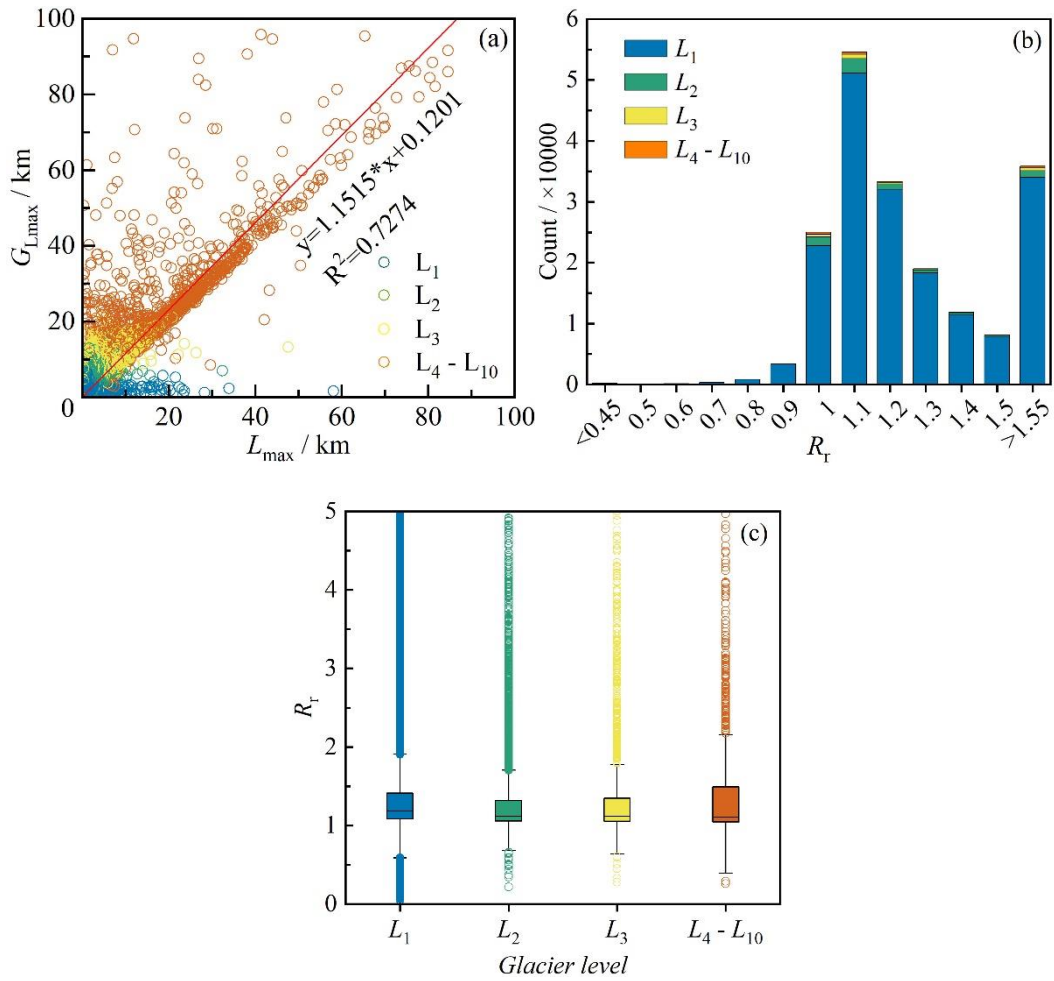 (a)
100
80
60
40
20
0
G_Lmax / km
y=1.1515*x+0.1201
R²=0.7274
L₁
L₂
L₃
L₄ - L₁₀
0 20 40 60 80 100
L_max / km
(b)
6
5
4
3
2
1
0
Count / ×10000
L₁
L₂
L₃
L₄ - L₁₀
<0.45 0.5 0.6 0.7 0.8 0.9 1 1.1 1.2 1.3 1.4 1.5 >1.55
R_r
(c)
5
4
3
2
1
0
R_r
L₁ L₂ L₃ L₄ - L₁₀
Glacier level